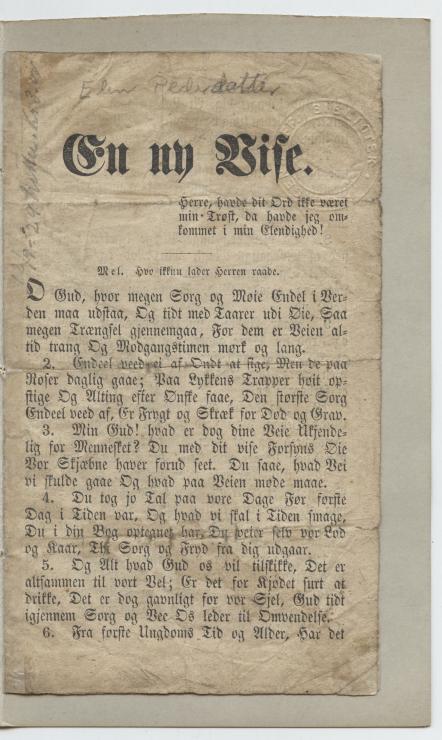 Elen Pedersdatter
En ny Vise.
Herre, havde dit Ord ikke været
min Trøst, da havde jeg om-
kommet i min Elendighed!
Mel. Hvo ikkun lader Herren raade.
O Gud, hvor megen Sorg og Møie Endel i Ver-
den maa udstaa, Og tidt med Taarer udi Øie, Saa
megen Trængsel gjennemgaa, For dem er Veien al-
tid trang Og Modgangstimen mørk og lang.
2. Endeel veed ei af Ondt at sige, Men de paa
Roser daglig gaae; Paa Lykkens Trapper høit op-
stige Og Alting efter Ønske faae, Den største Sorg
Endeel veed af, Er Frygt og Skræk for Død og Grav.
3. Min Gud! hvad er dog dine Veie Ukjende-
lig for Mennesket? Du med dit vise Forsyns Øie
Vor Skjæbne haver forud seet. Du saae, hvad Vei
vi skulde gaae Og hvad paa Veien møde maae.
4. Du tog jo Tal paa vore Dage Før første
Dag i Tiden var, Og hvad vi skal i Tiden smage,
Du i din Bog optegnet har, Du veter selv vor Lod
og Kaar, Thi Sorg og Fryd fra dig udgaar.
5. Og Alt hvad Gud os vil tilskikke, Det er
altsammen til vort Vel; Er det for Kjødet surt at
drikke, Det er dog gavnligt for vor Sjel, Gud tidt
igjennem Sorg og Vee Os leder til Omvendelse.
6. Fra første Ungdoms Tid og Alder, Har det